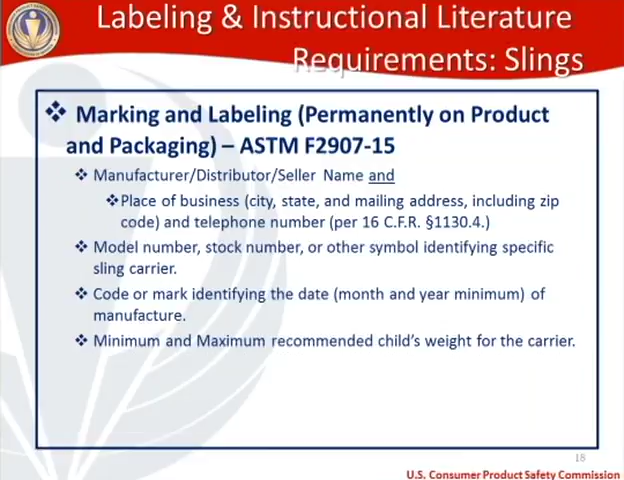 Labeling & Instructional Literature
Requirements: Slings
❖ Marking and Labeling (Permanently on Product
and Packaging) – ASTM F2907-15
❖ Manufacturer/Distributor/Seller Name and
❖Place of business (city, state, and mailing address, including zip
code) and telephone number (per 16 C.F.R. §1130.4.)
❖ Model number, stock number, or other symbol identifying specific
sling carrier.
❖ Code or mark identifying the date (month and year minimum) of
manufacture.
❖ Minimum and Maximum recommended child's weight for the carrier.
18
U.S. Consumer Product Safety Commission